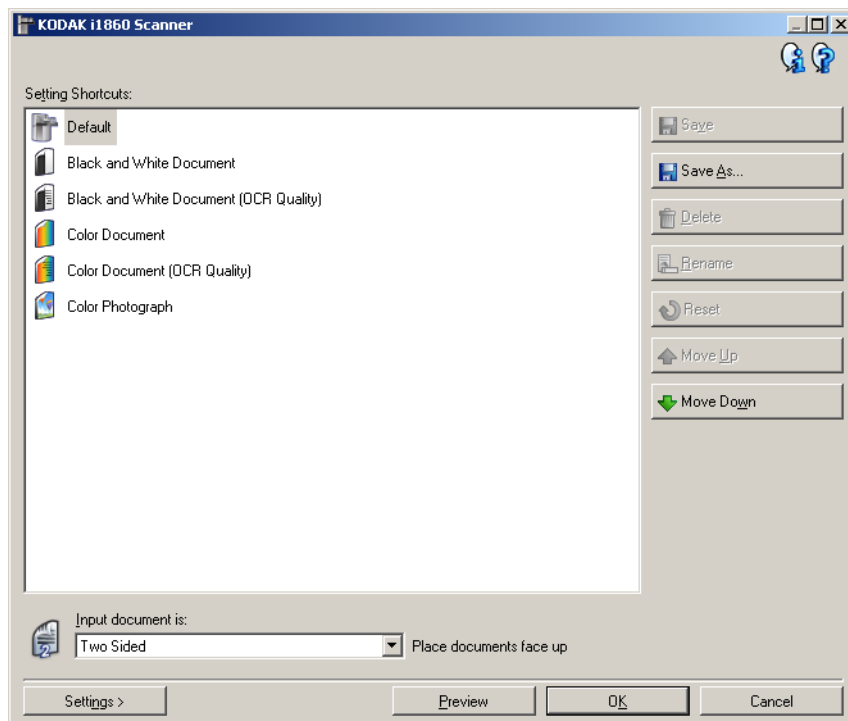 KODAK i1860 Scanner
Setting Shortcuts:
Default
Black and White Document
Black and White Document (OCR Quality)
Color Document
Color Document (OCR Quality)
Color Photograph
Save
Save As...
Delete
Rename
Reset
Move Up
Move Down
Input document is:
2
Two Sided
Place documents face up
Settings >
Preview
OK
Cancel